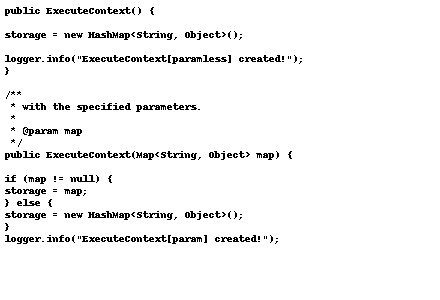 public ExecuteContext() {

storage = new HashMap<String, Object>();

logger.info("ExecuteContext[paramless] created!");
}

/**
 * with the specified parameters.
 *
 * @param map
 */
public ExecuteContext(Map<String, Object> map) {

if (map != null) {
storage = map;
} else {
storage = new HashMap<String, Object>();
}
logger.info("ExecuteContext[param] created!");